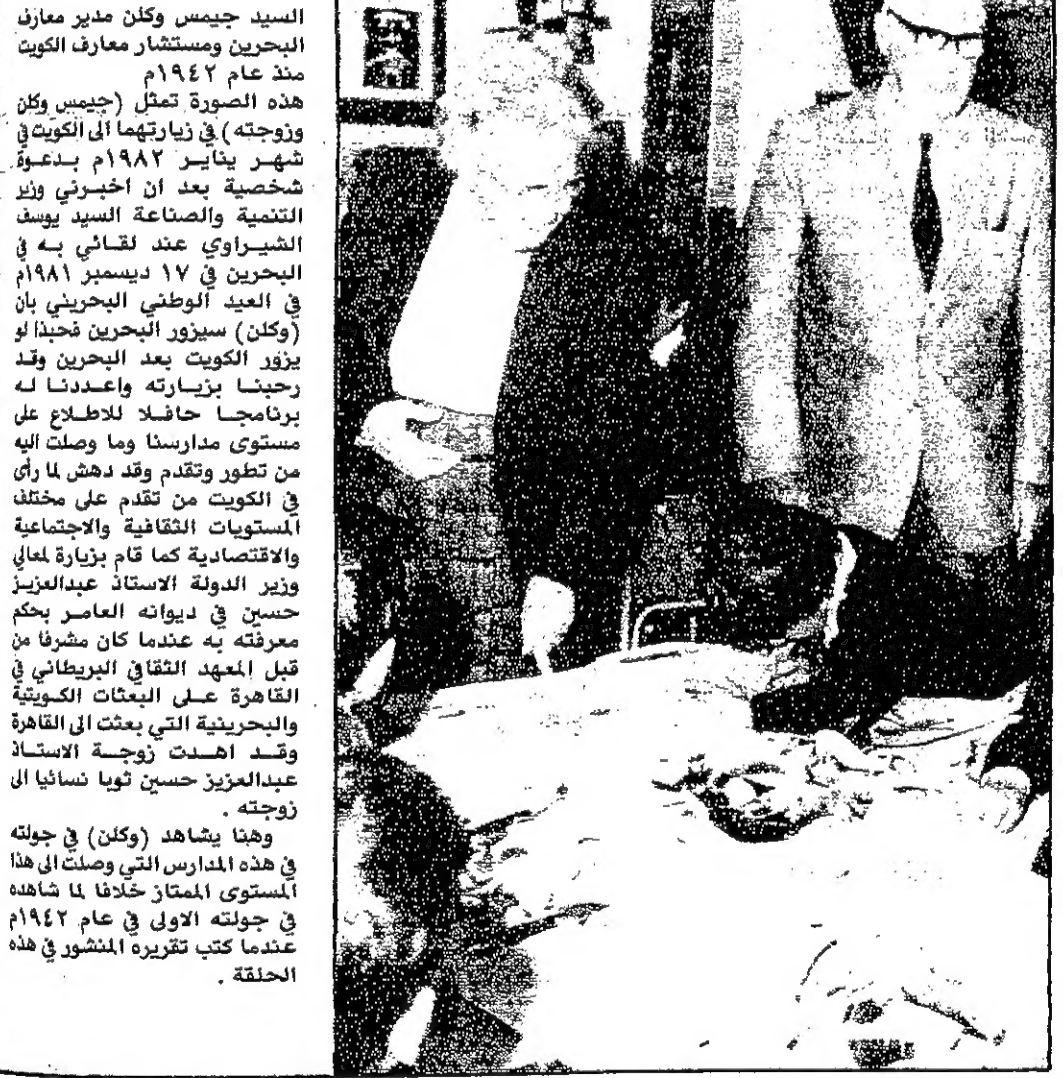 السيد جيمس وكلن مدير معارف
البحرين ومستشار معارف الكويت
منذ عام ١٩٤٢م
هذه الصورة تمثل (جيمس وكلن
وزوجته) في زيارتهما الى الكويت في
شهر يناير ١٩٨٢م بدعوة
شخصية بعد ان اخبرني وزير
التنمية والصناعة السيد يوسف
الشيراوي عند لقائي به في
البحرين في ١٧ ديسمبر ١٩٨١م
في العيد الوطني البحريني بان
(وكلن) سيزور البحرين فحبذا لو
يزور الكويت بعد البحرين وقد
رحبنا بزيارته واعددنا له
برنامجا حافلا للاطلاع على
مستوى مدارسنا وما وصلت اليه
من تطور وتقدم وقد دهش لما رأى
في الكويت من تقدم على مختلف
المستويات الثقافية والاجتماعية
والاقتصادية كما قام بزيارة لمعالي
وزير الدولة الاستاذ عبدالعزيز
حسين في ديوانه العامر بحكم
معرفته به عندما كان مشرفا من
قبل المعهد الثقافي البريطاني في
القاهرة على البعثات الكويتية
والبحرينية التي بعثت الى القاهرة
وقد اهدت زوجة الاستاذ
عبدالعزيز حسين ثوبا نسائيا الى
زوجته .
وهنا يشاهد (وكلن) في جولته
في هذه المدارس التي وصلت الى هذا
المستوى الممتاز خلافا لما شاهده
في جولته الاولى في عام ١٩٤٢م
عندما كتب تقريره المنشور في هذه
الحلقة .